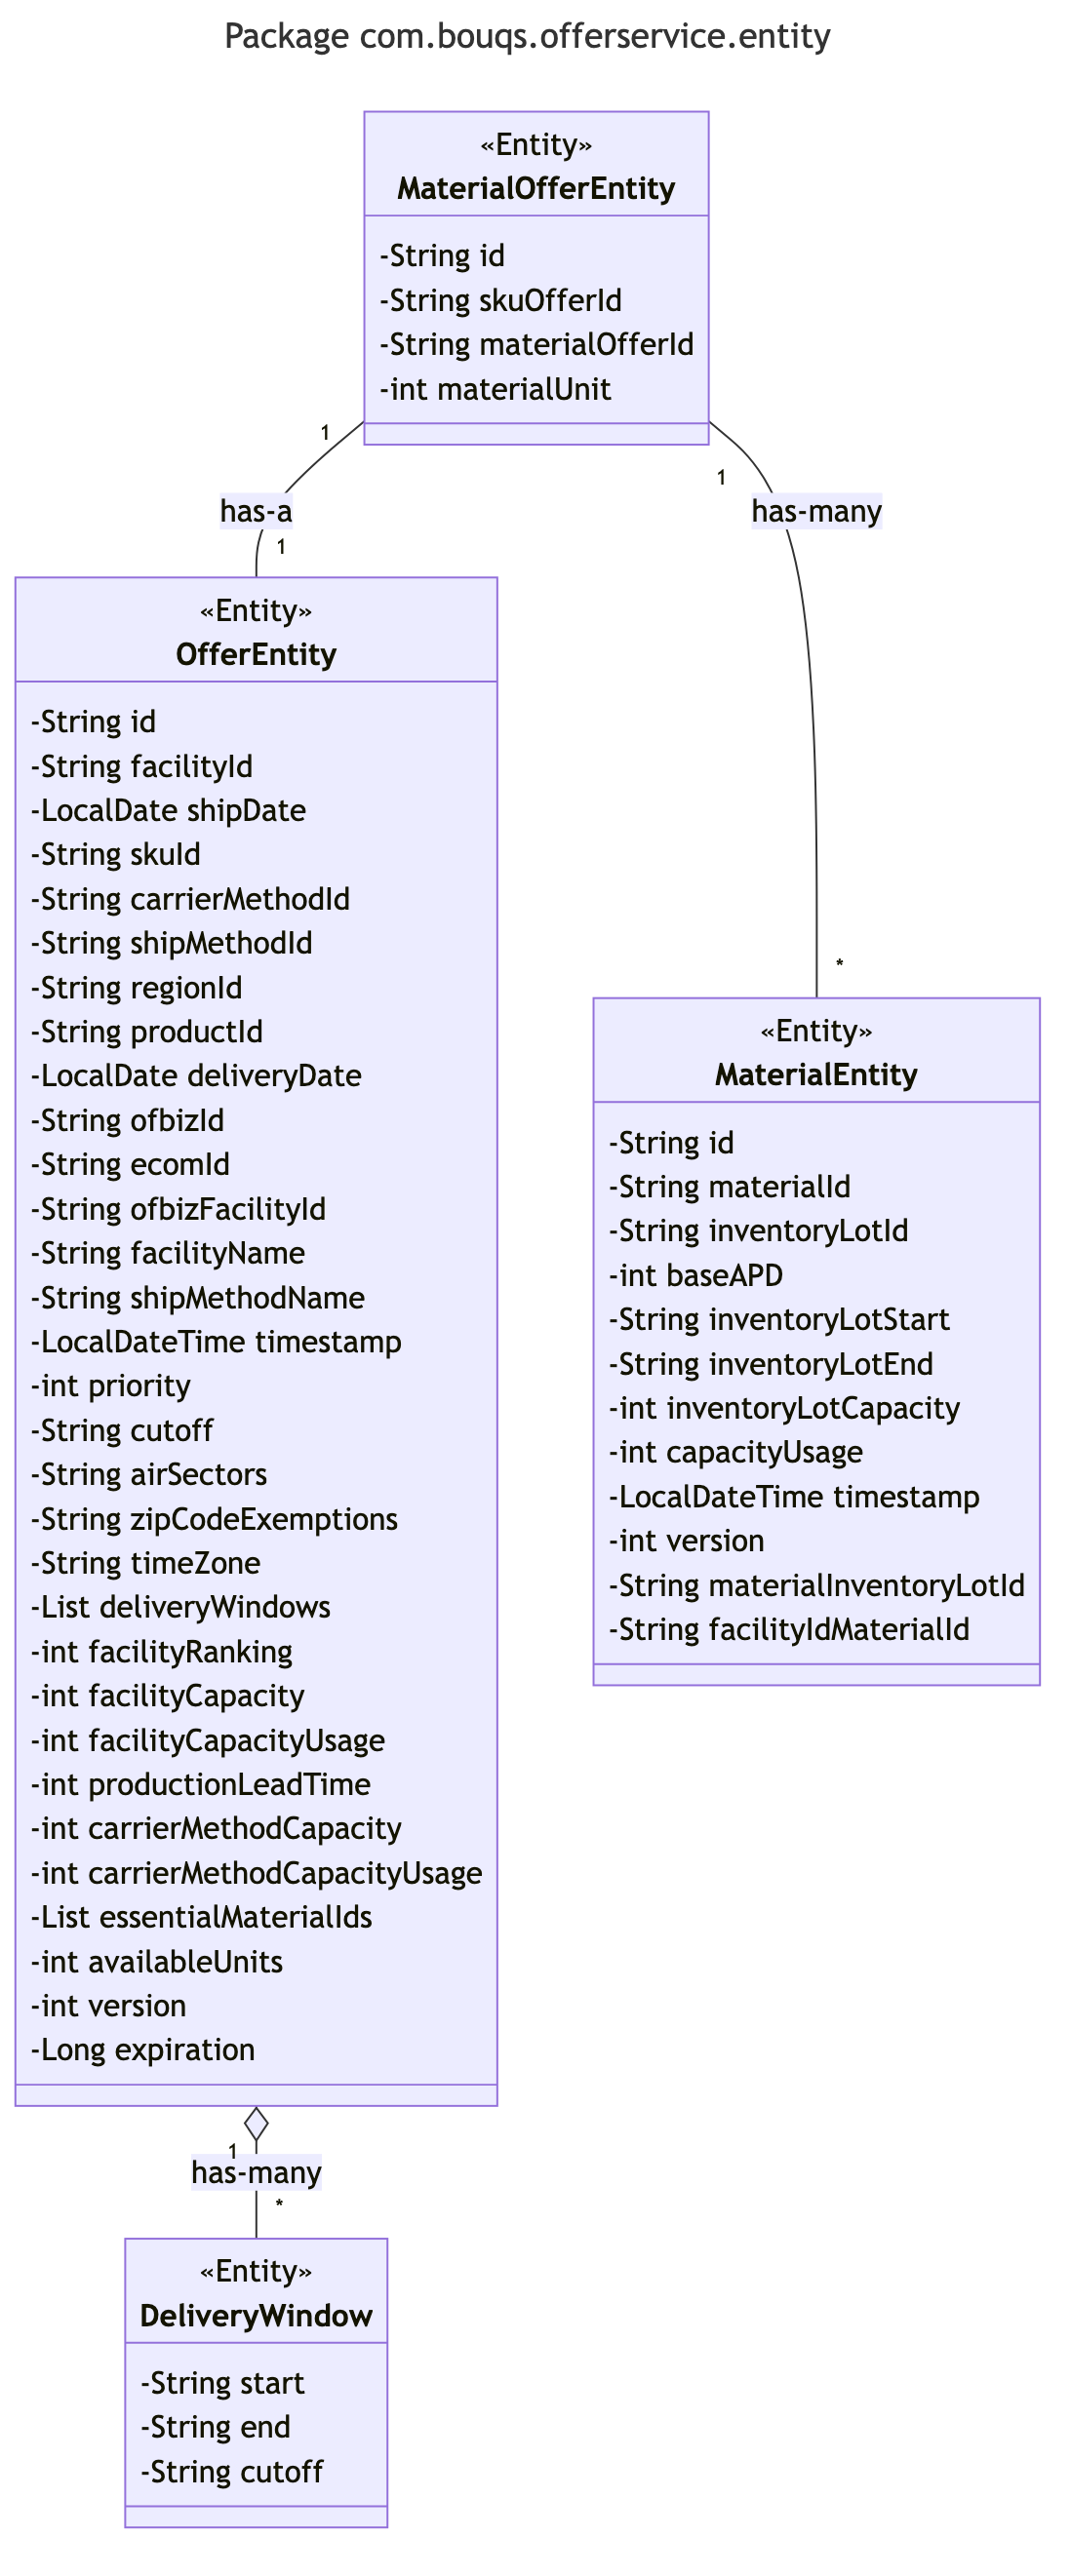 Package com.bouqs.offerservice.entity
«Entity»
MaterialOfferEntity
-String id
-String skuOfferId
-String materialOfferId
-int materialUnit
1
1
has-a
has-many
1
«Entity»
OfferEntity
-String id
-String facilityId
-LocalDate shipDate
-String skuId
-String carrierMethodId
-String shipMethodId
-String regionId
-String productId
-LocalDate deliveryDate
-String ofbizId
-String ecomId
-String ofbizFacilityId
-String facilityName
-String shipMethodName
-LocalDateTime timestamp
-int priority
-String cutoff
-String airSectors
-String zipCodeExemptions
-String timeZone
-List deliveryWindows
-int facilityRanking
-int facilityCapacity
-int facilityCapacityUsage
-int productionLeadTime
-int carrierMethodCapacity
-int carrierMethodCapacityUsage
-List essentialMaterialIds
-int availableUnits
-int version
-Long expiration
*
«Entity»
MaterialEntity
-String id
-String materialId
-String inventoryLotId
-int baseAPD
-String inventoryLotStart
-String inventoryLotEnd
-int inventoryLotCapacity
-int capacityUsage
-LocalDateTime timestamp
-int version
-String materialInventoryLotId
-String facilityIdMaterialId
1
has-many
*
«Entity»
DeliveryWindow
-String start
-String end
-String cutoff